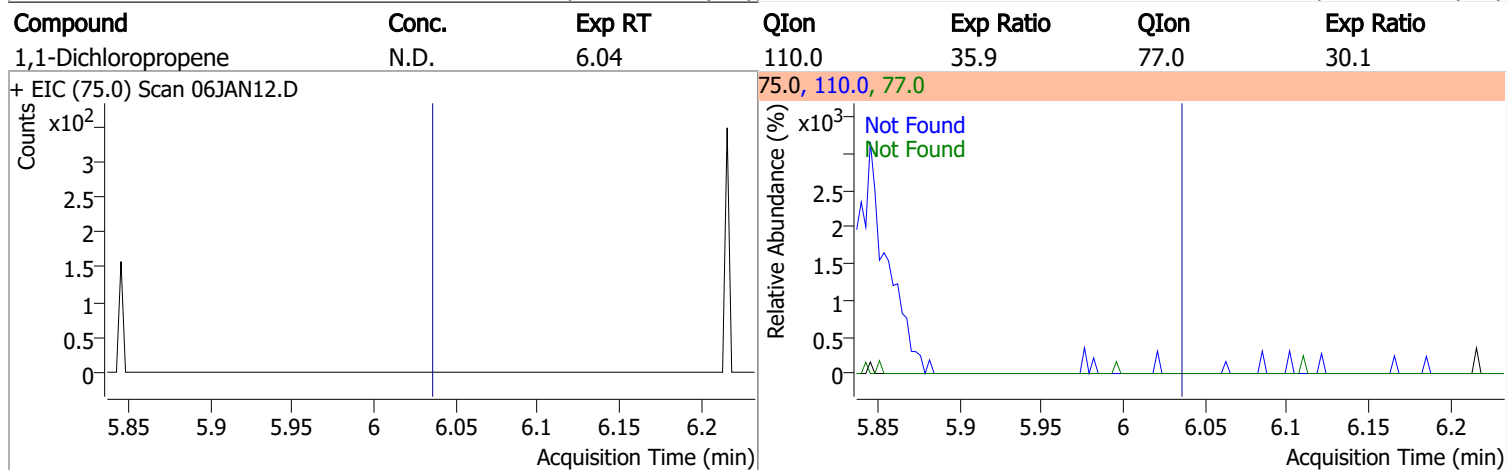 Compound Conc. Exp RT QIon Exp Ratio QIon Exp Ratio
1,1-Dichloropropene N.D. 6.04 110.0 35.9 77.0 30.1
+ EIC (75.0) Scan 06JAN12.D
Counts
x10²
3
2.5
2
1.5
1
0.5
0
5.85 5.9 5.95 6 6.05 6.1 6.15 6.2
Acquisition Time (min)
75.0, 110.0, 77.0
Relative Abundance (%)
x10³
Not Found
Not Found
2.5
2
1.5
1
0.5
0
5.85 5.9 5.95 6 6.05 6.1 6.15 6.2
Acquisition Time (min)